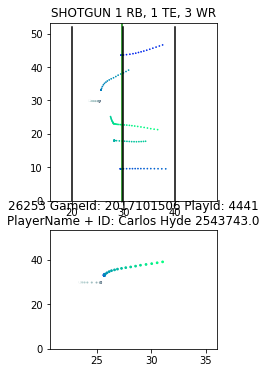 SHOTGUN 1 RB, 1 TE, 3 WR
50
40
30
20
10
0
20 30 40
26253 GameId: 2017101506 PlayId: 4441
PlayerName + ID: Carlos Hyde 2543743.0
40
20
0
25 30 35